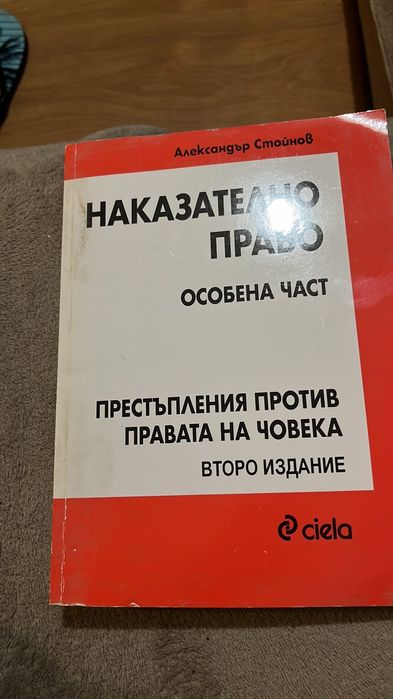 Александър Стойнов
НАКАЗАТЕЛНО
ПРАВО
ОСОБЕНА ЧАСТ
ПРЕСТЪПЛЕНИЯ ПРОТИВ
ПРАВАТА НА ЧОВЕКА
ВТОРО ИЗДАНИЕ
ciela